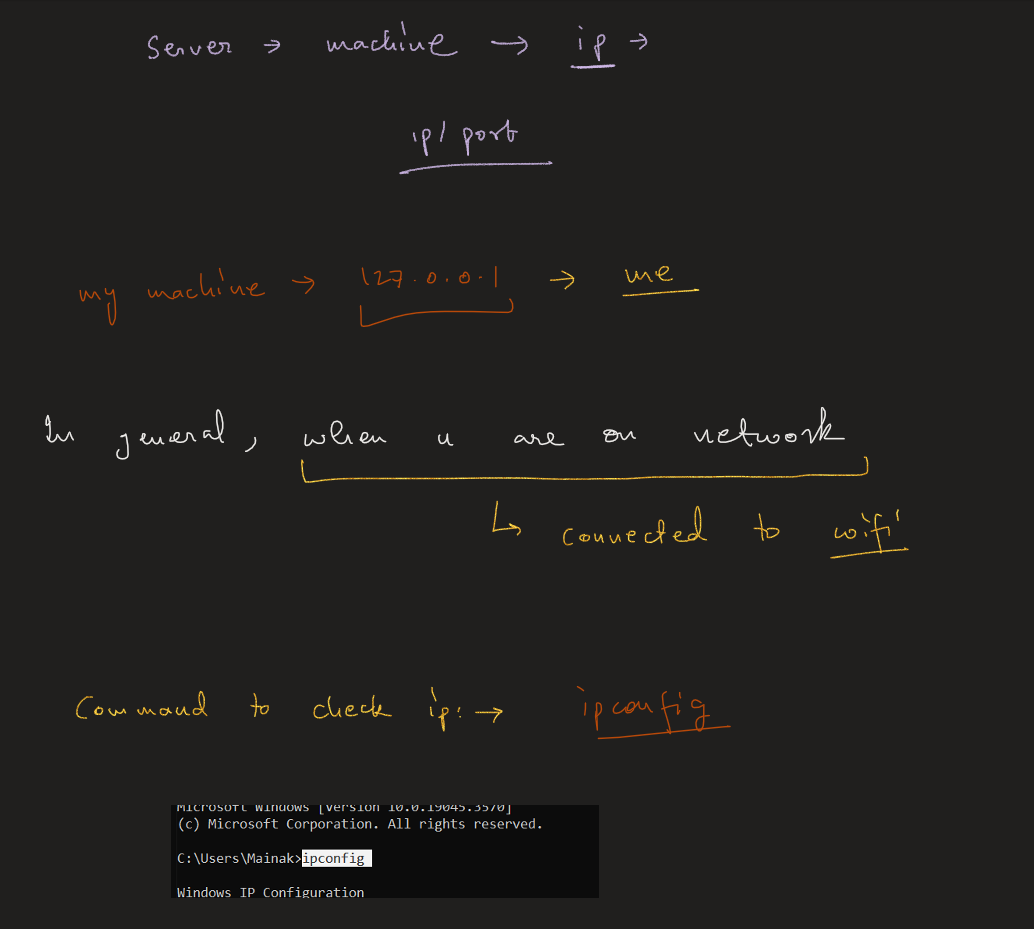 Server → machine → ip →
ip/port
my machine → 127.0.0.1 → me
In general, when u are on network
↳ connected to wifi
Command to check ip: → ipconfig
Microsoft Windows [Version 10.0.19045.3570]
(c) Microsoft Corporation. All rights reserved.
C:\Users\Mainak>ipconfig
Windows IP Configuration